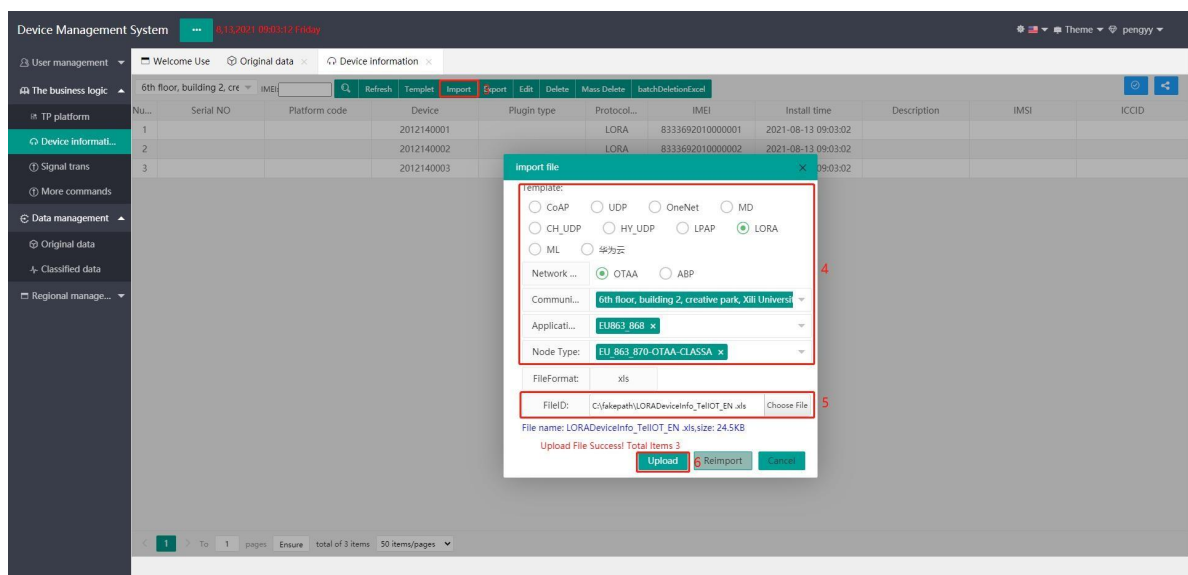 Device Management System ••• 8,13,2021 09:03:12 Friday Theme pengyy
User management Welcome Use Original data × Device information ×
The business logic 6th floor, building 2, cre IMEI: Refresh Templet Import Export Edit Delete Mass Delete batchDeletionExcel
Nu... Serial NO Platform code Device Plugin type Protocol... IMEI Install time Description IMSI ICCID
TP platform
1 2012140001 LORA 8333692010000001 2021-08-13 09:03:02
Device informati...
2 2012140002 LORA 8333692010000002 2021-08-13 09:03:02
Signal trans
3 2012140003 09:03:02
More commands
Data management
Original data
Classified data
Regional manage...
import file ×
Template:
CoAP UDP OneNet MD
CH_UDP HY_UDP LPAP LORA
ML 华为云
Network ... OTAA ABP 4
Communi... 6th floor, building 2, creative park, Xili Universit
Applicati... EU863_868 ×
Node Type: EU_863_870-OTAA-CLASSA ×
FileFormat: xls
FileID: C:\fakepath\LORADeviceInfo_TellOT_EN .xls Choose File 5
File name: LORADeviceInfo_TellOT_EN .xls,size: 24.5KB
Upload File Success! Total Items 3
Upload 6 Reimport Cancel
< 1 > To 1 pages Ensure total of 3 items 50 items/pages